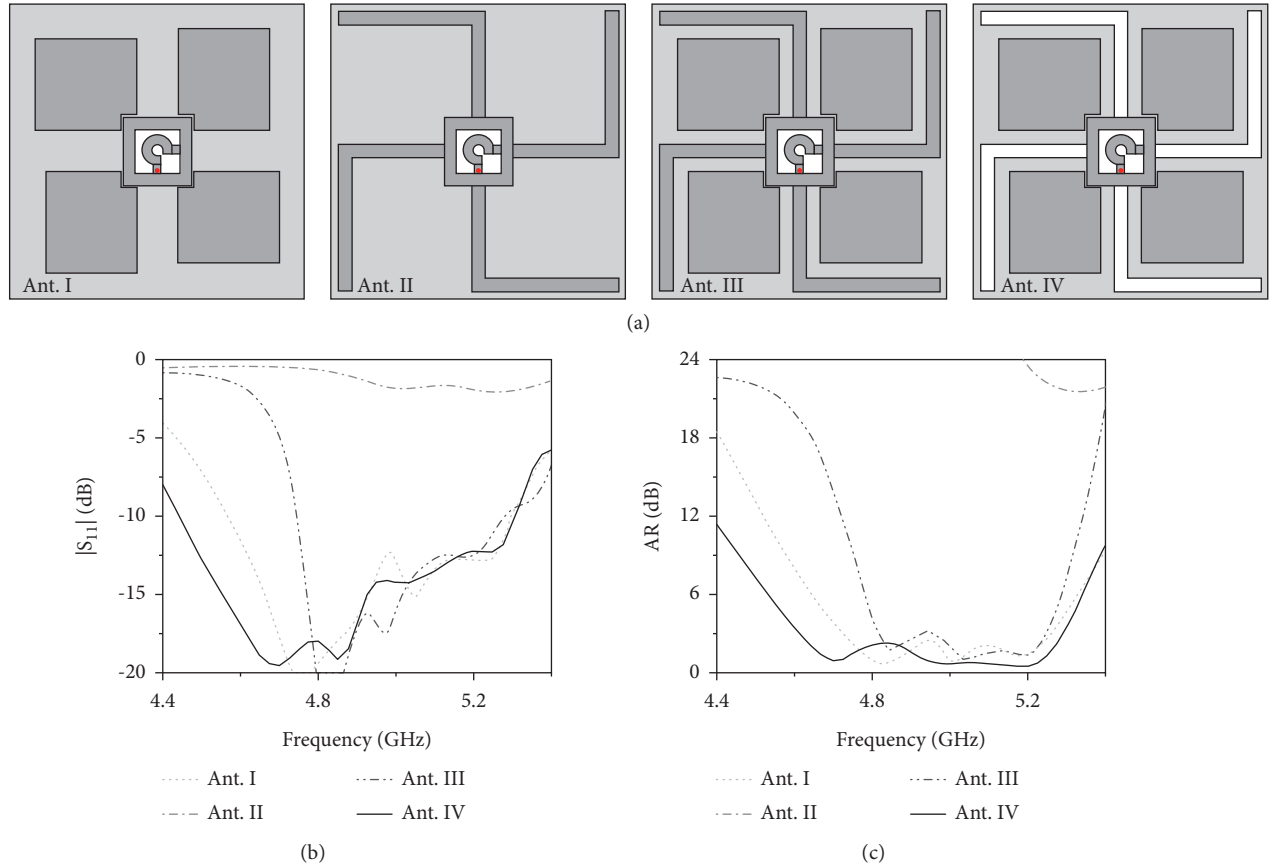 Ant. I
Ant. II
Ant. III
Ant. IV
(a)
0
-5
-10
-15
-20
|S11| (dB)
4.4
4.8
5.2
Frequency (GHz)
Ant. I
Ant. III
Ant. II
Ant. IV
(b)
24
18
12
6
0
AR (dB)
4.4
4.8
5.2
Frequency (GHz)
Ant. I
Ant. III
Ant. II
Ant. IV
(c)